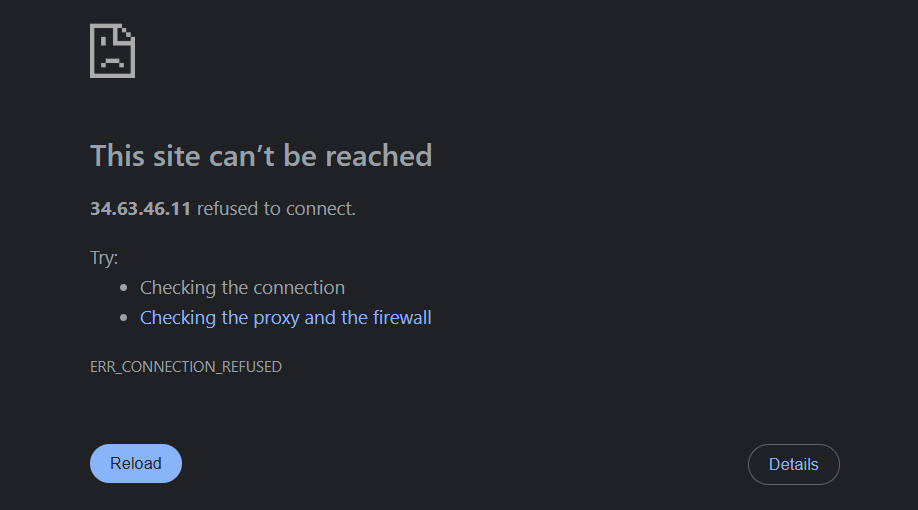 This site can’t be reached
34.63.46.11 refused to connect.
Try:
• Checking the connection
• Checking the proxy and the firewall
ERR_CONNECTION_REFUSED
Reload
Details